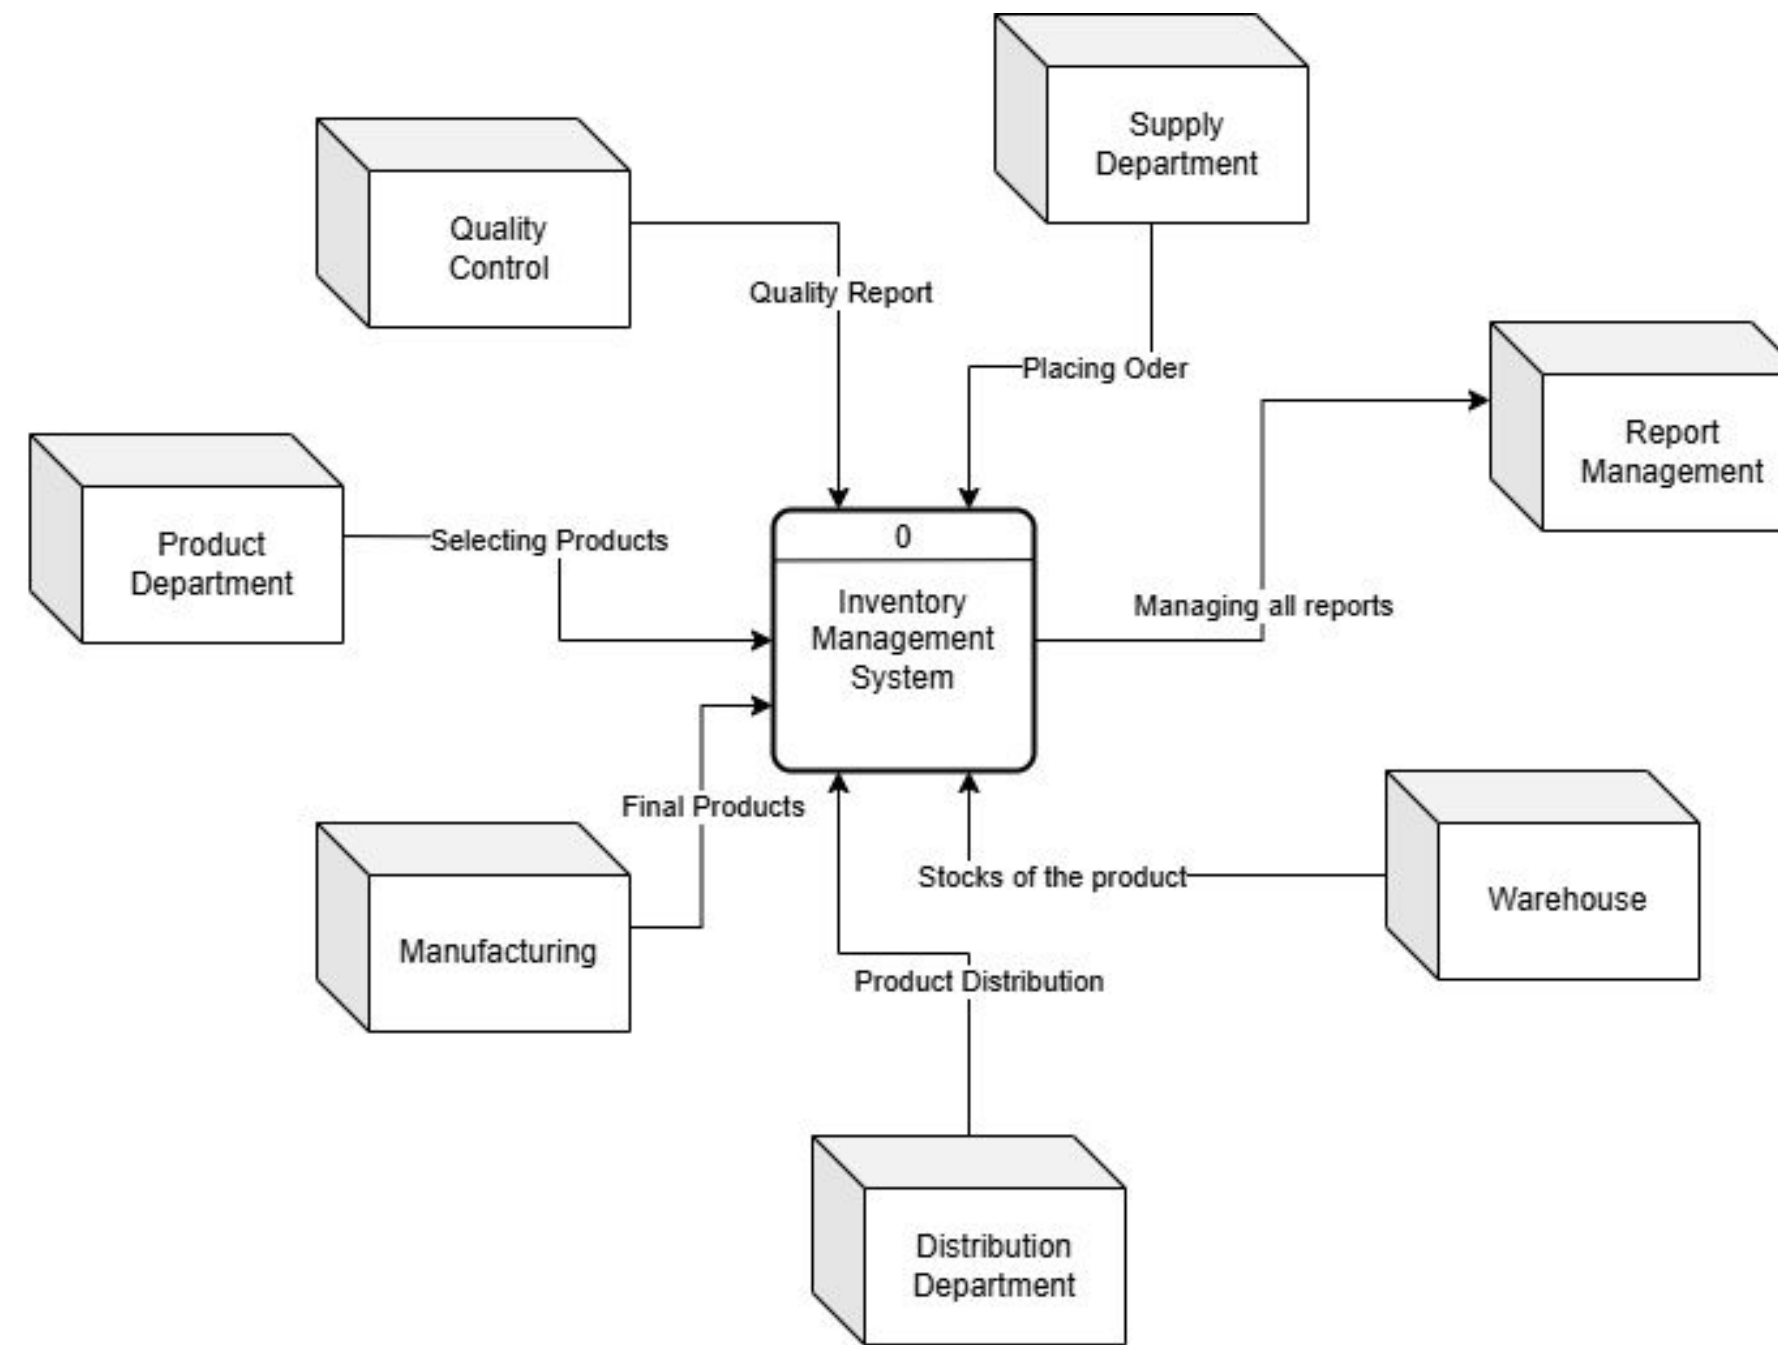 Supply
Department
Quality
Control
Quality Report
Placing Oder
Report
Management
Product
Department
Selecting Products
0
Inventory
Management
System
Managing all reports
Final Products
Stocks of the product
Warehouse
Manufacturing
Product Distribution
Distribution
Department